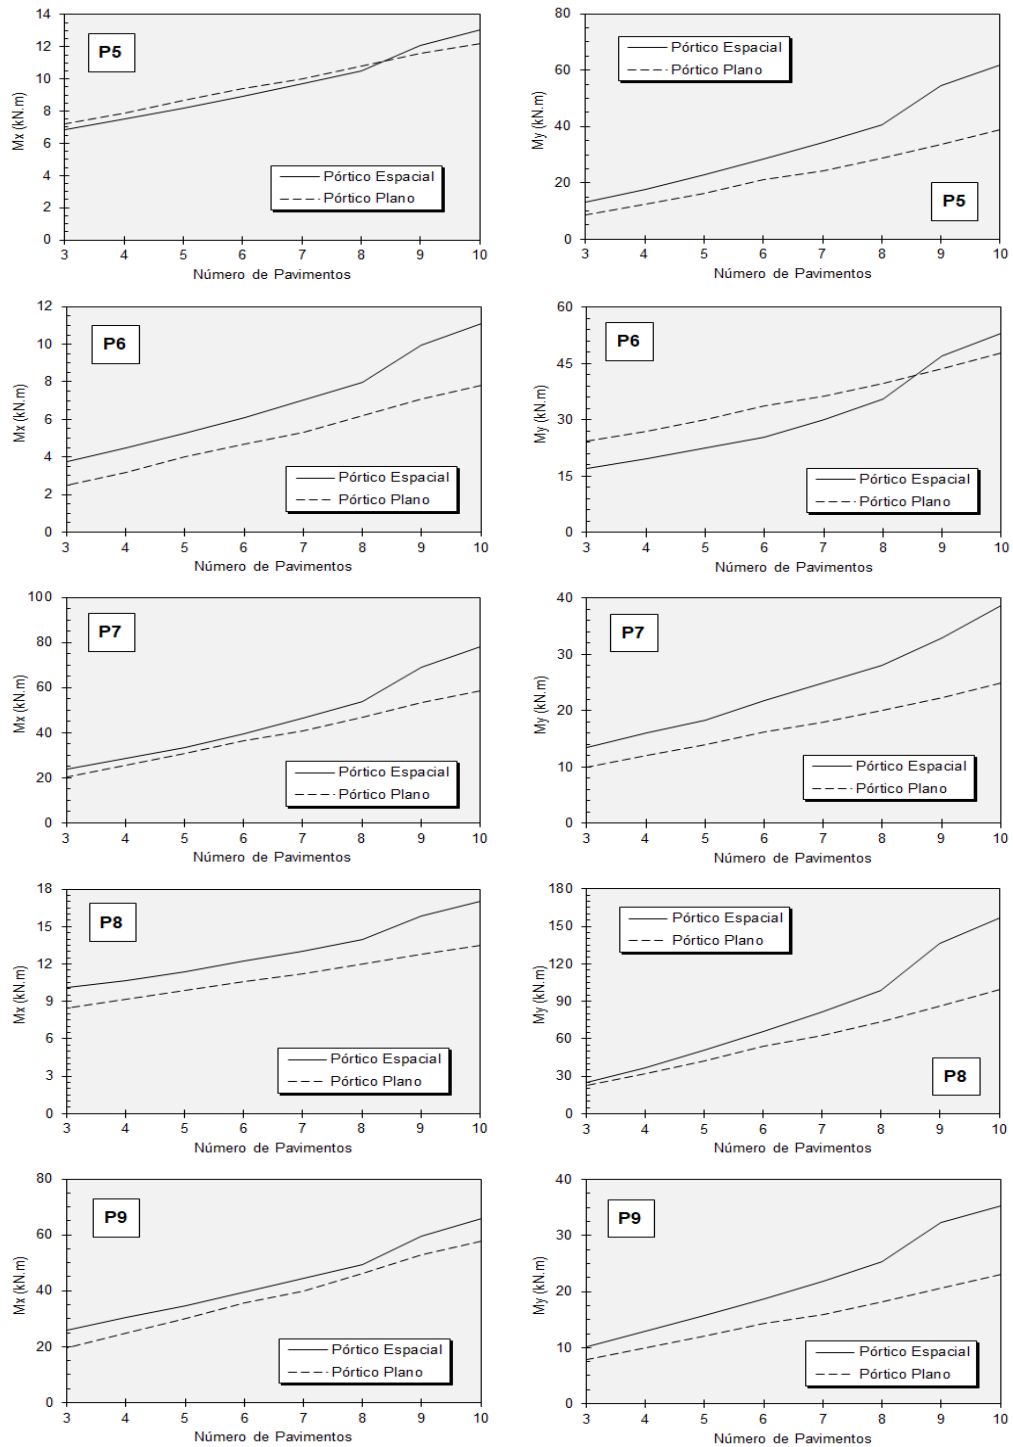 P5
Mx (kN.m)
14
12
10
8
6
4
2
0
Pórtico Espacial
Pórtico Plano
3 4 5 6 7 8 9 10
Número de Pavimentos
My (kN.m)
80
60
40
20
0
Pórtico Espacial
Pórtico Plano
P5
3 4 5 6 7 8 9 10
Número de Pavimentos
P6
Mx (kN.m)
12
10
8
6
4
2
0
Pórtico Espacial
Pórtico Plano
3 4 5 6 7 8 9 10
Número de Pavimentos
P6
My (kN.m)
60
45
30
15
0
Pórtico Espacial
Pórtico Plano
3 4 5 6 7 8 9 10
Número de Pavimentos
P7
Mx (kN.m)
100
80
60
40
20
0
Pórtico Espacial
Pórtico Plano
3 4 5 6 7 8 9 10
Número de Pavimentos
P7
My (kN.m)
40
30
20
10
0
Pórtico Espacial
Pórtico Plano
3 4 5 6 7 8 9 10
Número de Pavimentos
P8
Mx (kN.m)
18
15
12
9
6
3
0
Pórtico Espacial
Pórtico Plano
3 4 5 6 7 8 9 10
Número de Pavimentos
My (kN.m)
180
150
120
90
60
30
0
Pórtico Espacial
Pórtico Plano
P8
3 4 5 6 7 8 9 10
Número de Pavimentos
P9
Mx (kN.m)
80
60
40
20
0
Pórtico Espacial
Pórtico Plano
3 4 5 6 7 8 9 10
Número de Pavimentos
P9
My (kN.m)
40
30
20
10
0
Pórtico Espacial
Pórtico Plano
3 4 5 6 7 8 9 10
Número de Pavimentos